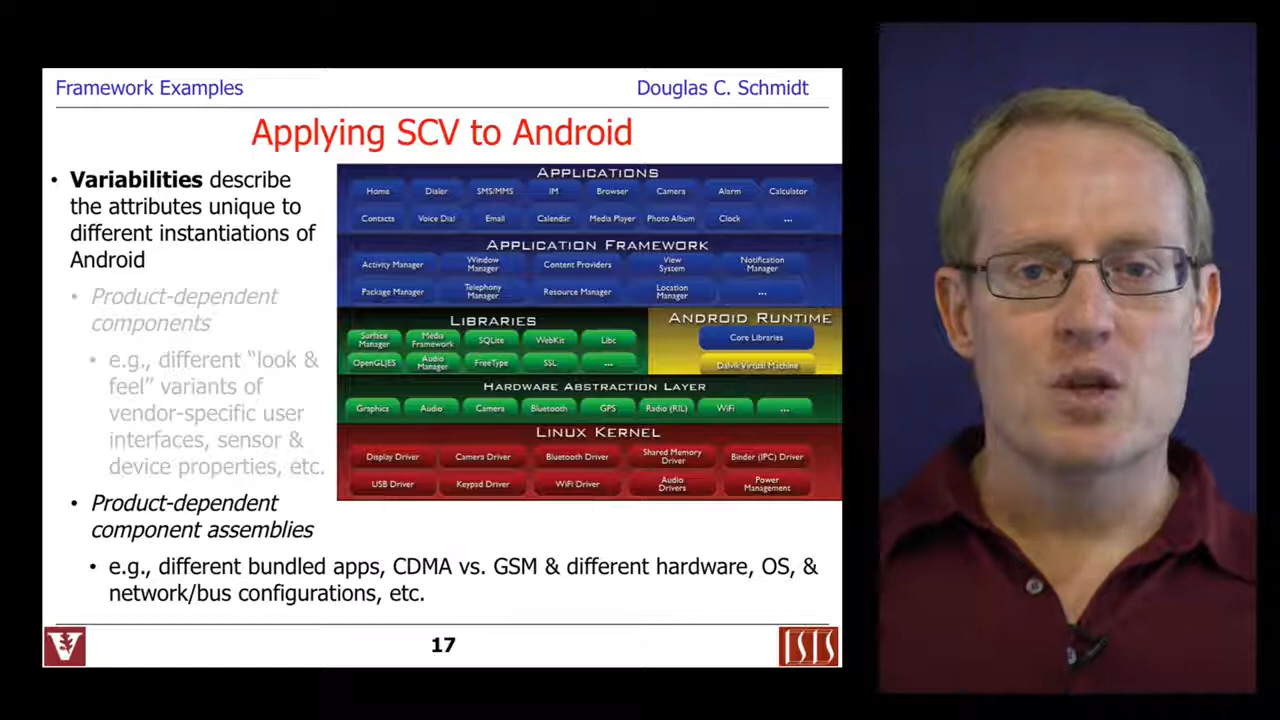 Framework Examples
Douglas C. Schmidt
Applying SCV to Android
• Variabilities describe
the attributes unique to
different instantiations of
Android
• Product-dependent
components
• e.g., different “look &
feel” variants of
vendor-specific user
interfaces, sensor &
device properties, etc.
• Product-dependent
component assemblies
• e.g., different bundled apps, CDMA vs. GSM & different hardware, OS, &
network/bus configurations, etc.
APPLICATIONS
Home Dialer SMS/MMS IM Browser Camera Alarm Calculator
Contacts Voice Dial Email Calendar Media Player Photo Album Clock ...
APPLICATION FRAMEWORK
Activity Manager
Window
Manager
Content Providers
View
System
Notification
Manager
Package Manager
Telephony
Manager
Resource Manager
Location
Manager
...
LIBRARIES
Surface
Manager
Media
Framework
SQLite
WebKit
Libc
OpenGL|ES
Audio
Manager
FreeType
SSL
...
ANDROID RUNTIME
Core Libraries
Dalvik Virtual Machine
HARDWARE ABSTRACTION LAYER
Graphics Audio Camera Bluetooth GPS Radio (RIL) WiFi ...
LINUX KERNEL
Display Driver
Camera Driver
Bluetooth Driver
Shared Memory
Driver
Binder (IPC) Driver
USB Driver
Keypad Driver
WiFi Driver
Audio
Drivers
Power
Management
V
17
ISIS